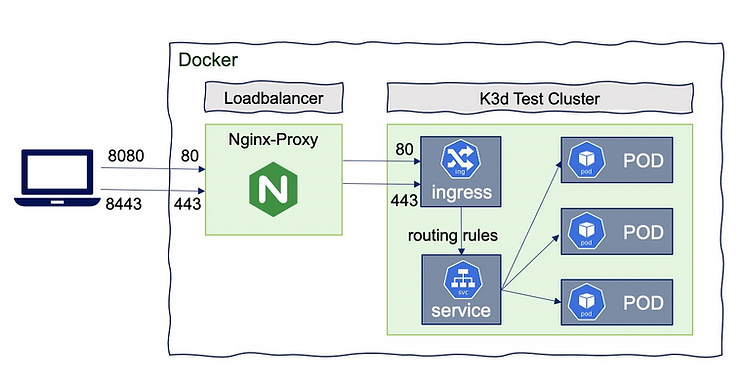 Docker
Loadbalancer
K3d Test Cluster
Nginx-Proxy
8080
80
8443
443
N
80
443
ing
ingress
routing rules
svc
service
pod
POD
pod
POD
pod
POD